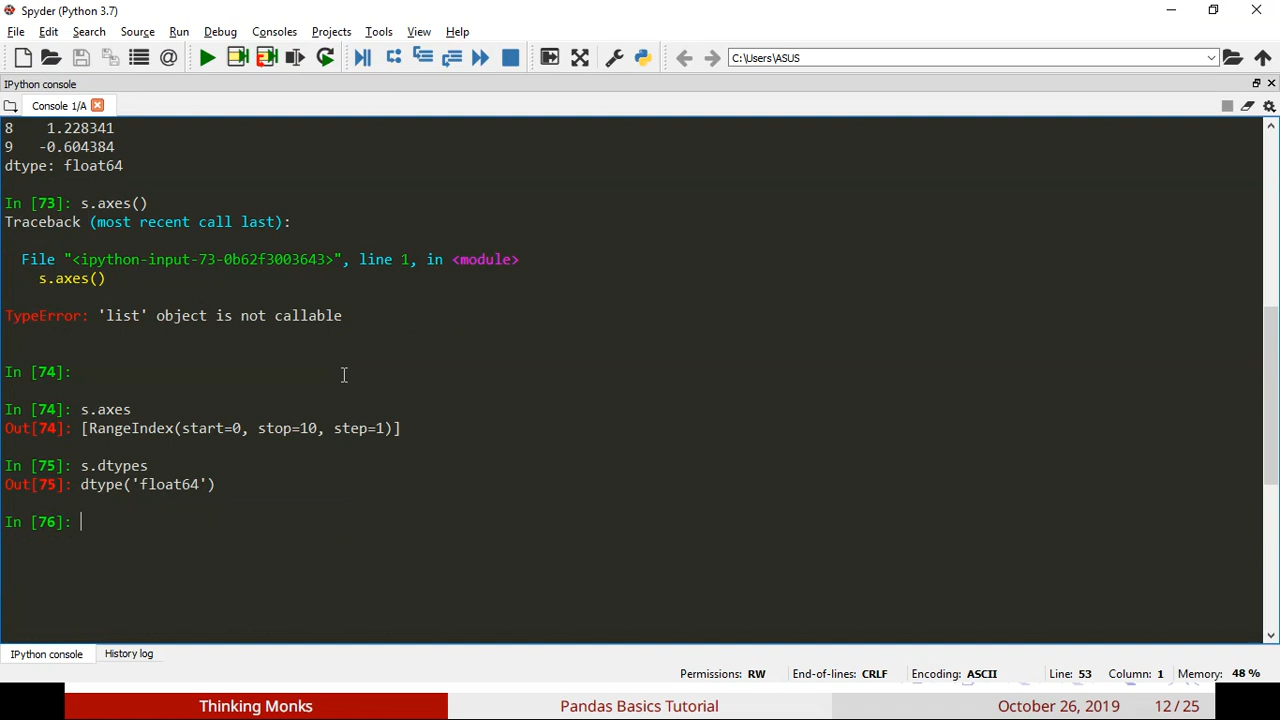 Spyder (Python 3.7)
File Edit Search Source Run Debug Consoles Projects Tools View Help
C:\Users\ASUS
IPython console
Console 1/A
8 1.228341
9 -0.604384
dtype: float64
In [73]: s.axes()
Traceback (most recent call last):
File "<ipython-input-73-0b62f3003643>", line 1, in <module>
s.axes()
TypeError: 'list' object is not callable
In [74]:
In [74]: s.axes
Out[74]: [RangeIndex(start=0, stop=10, step=1)]
In [75]: s.dtypes
Out[75]: dtype('float64')
In [76]:
IPython console History log
Permissions: RW End-of-lines: CRLF Encoding: ASCII Line: 53 Column: 1 Memory: 48 %
Thinking Monks Pandas Basics Tutorial October 26, 2019 12 / 25